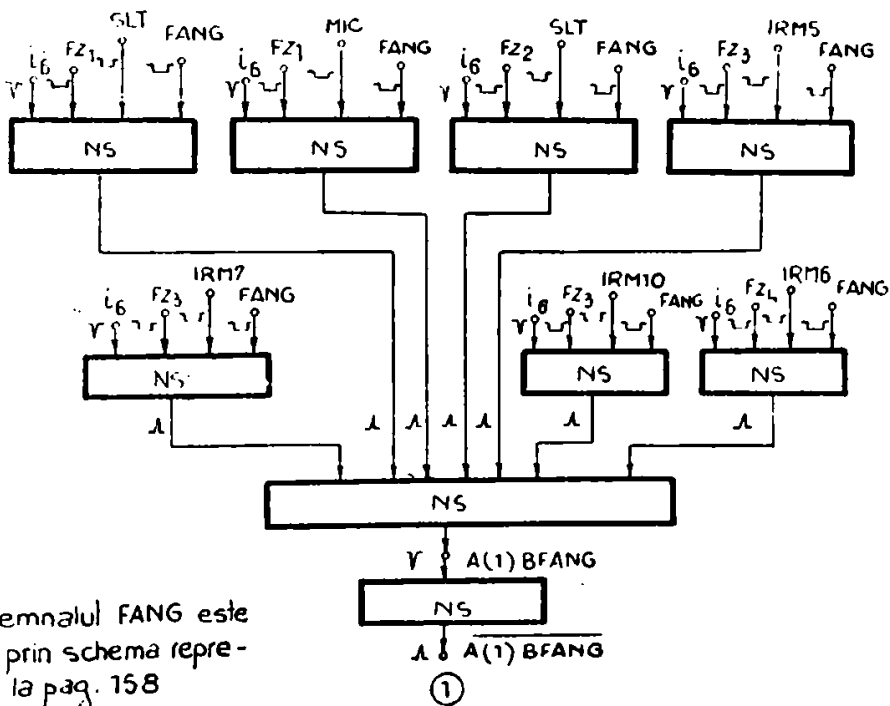 SLT MIC SLT IRM5
i6 FZ1 FANG i6 FZ1 FANG i6 FZ2 FANG i6 FZ3 FANG
NS NS NS NS
IRM7 IRM10 IRM6
i6 FZ3 FANG i6 FZ3 FANG i6 FZ4 FANG
NS NS NS
NS
A(1) BFANG
NS
A(1) BFANG
emnalul FANG este
prin schema repre-
la pag. 158
1